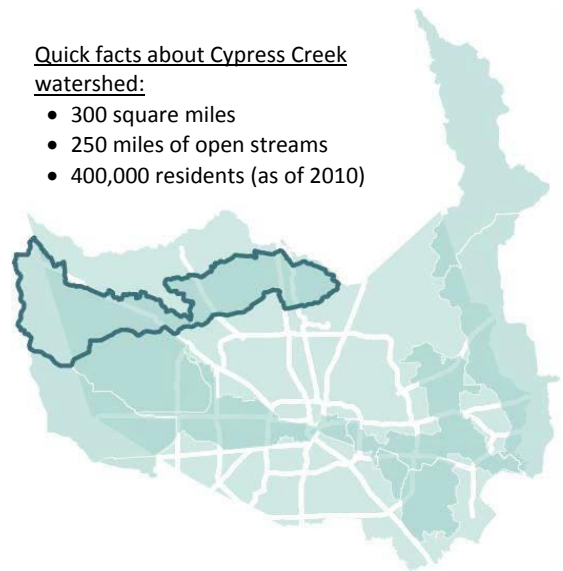 Quick facts about Cypress Creek
watershed:
• 300 square miles
• 250 miles of open streams
• 400,000 residents (as of 2010)